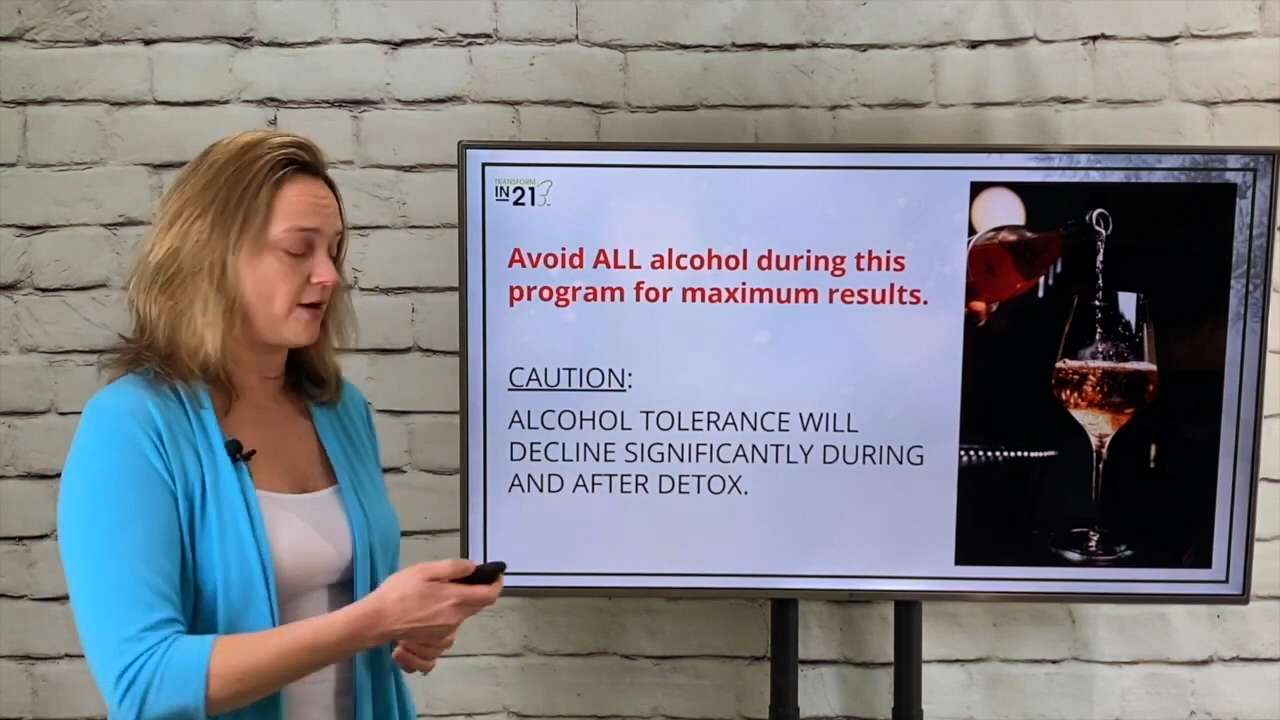 TRANSFORM
IN 21
Avoid ALL alcohol during this
program for maximum results.
CAUTION:
ALCOHOL TOLERANCE WILL
DECLINE SIGNIFICANTLY DURING
AND AFTER DETOX.